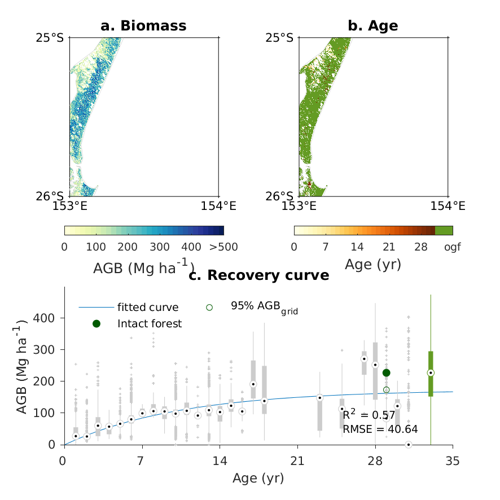 a. Biomass
b. Age
25°S
25°S
26°S
26°S
153°E
154°E
153°E
154°E
0 100 200 300 400 >500
AGB (Mg ha-1)
0 7 14 21 28 ogf
Age (yr)
c. Recovery curve
fitted curve
95% AGBgrid
Intact forest
AGB (Mg ha-1)
400
300
200
100
0
R2 = 0.57
RMSE = 40.64
0 7 14 21 28 35
Age (yr)